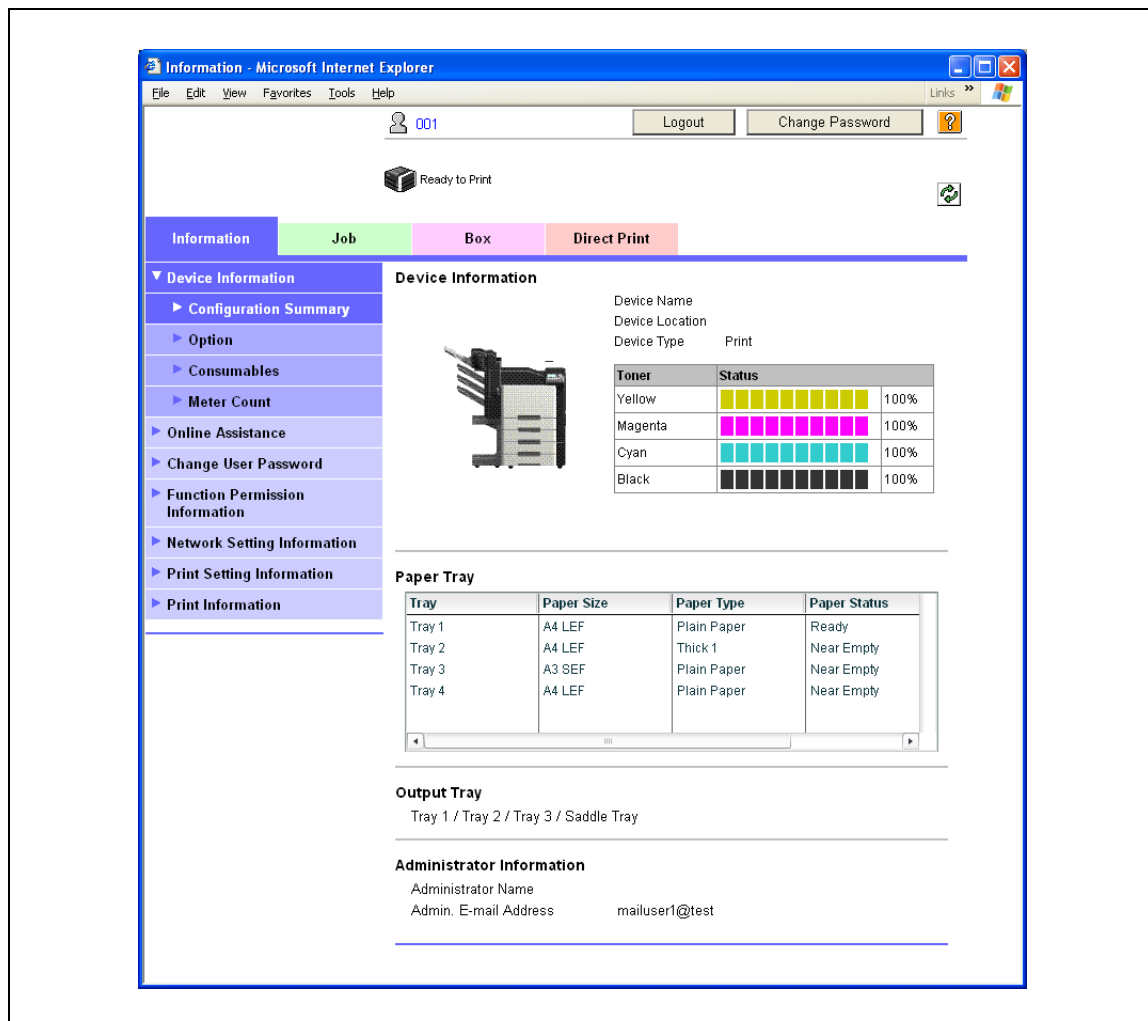 Information - Microsoft Internet Explorer
File Edit View Favorites Tools Help Links »
001 Logout Change Password ?
Ready to Print
Information Job Box Direct Print
Device Information
Configuration Summary
Option
Consumables
Meter Count
Online Assistance
Change User Password
Function Permission
Information
Network Setting Information
Print Setting Information
Print Information
Device Information
Device Name
Device Location
Device Type Print
Toner Status
Yellow 100%
Magenta 100%
Cyan 100%
Black 100%
Paper Tray
Tray Paper Size Paper Type Paper Status
Tray 1 A4 LEF Plain Paper Ready
Tray 2 A4 LEF Thick 1 Near Empty
Tray 3 A3 SEF Plain Paper Near Empty
Tray 4 A4 LEF Plain Paper Near Empty
Output Tray
Tray 1 / Tray 2 / Tray 3 / Saddle Tray
Administrator Information
Administrator Name
Admin. E-mail Address mailuser1@test